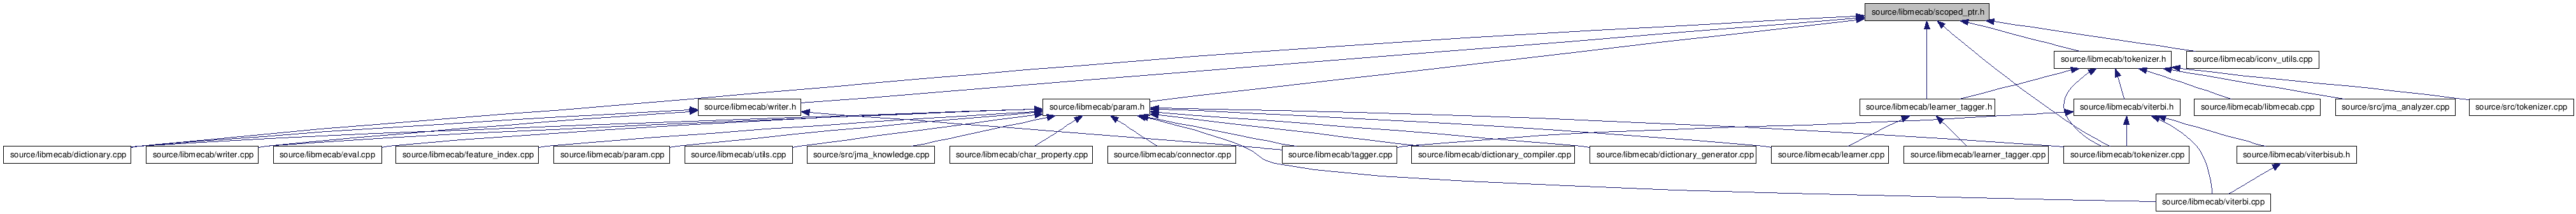 source/libmecab/scoped_ptr.h
source/libmecab/tokenizer.h
source/libmecab/iconv_utils.cpp
source/libmecab/writer.h
source/libmecab/param.h
source/libmecab/learner_tagger.h
source/libmecab/viterbi.h
source/libmecab/libmecab.cpp
source/src/jma_analyzer.cpp
source/src/tokenizer.cpp
source/libmecab/dictionary.cpp
source/libmecab/writer.cpp
source/libmecab/eval.cpp
source/libmecab/feature_index.cpp
source/libmecab/param.cpp
source/libmecab/utils.cpp
source/src/jma_knowledge.cpp
source/libmecab/char_property.cpp
source/libmecab/connector.cpp
source/libmecab/tagger.cpp
source/libmecab/dictionary_compiler.cpp
source/libmecab/dictionary_generator.cpp
source/libmecab/learner.cpp
source/libmecab/learner_tagger.cpp
source/libmecab/tokenizer.cpp
source/libmecab/viterbisub.h
source/libmecab/viterbi.cpp